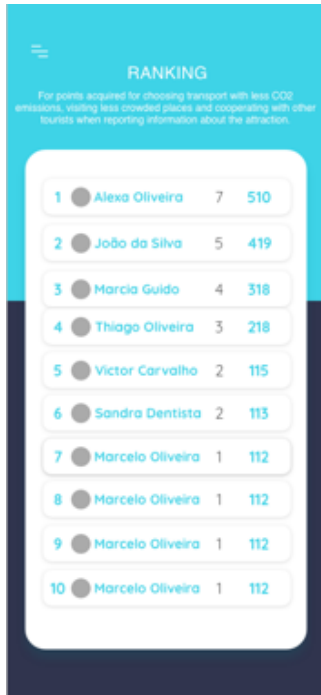 RANKING
For points acquired for choosing transport with less CO2
emissions, visiting less crowded places and cooperating with other
tourists when reporting information about the attraction.
1 Alexa Oliveira 7 510
2 João da Silva 5 419
3 Marcia Guido 4 318
4 Thiago Oliveira 3 218
5 Victor Carvalho 2 115
6 Sandra Dentista 2 113
7 Marcelo Oliveira 1 112
8 Marcelo Oliveira 1 112
9 Marcelo Oliveira 1 112
10 Marcelo Oliveira 1 112